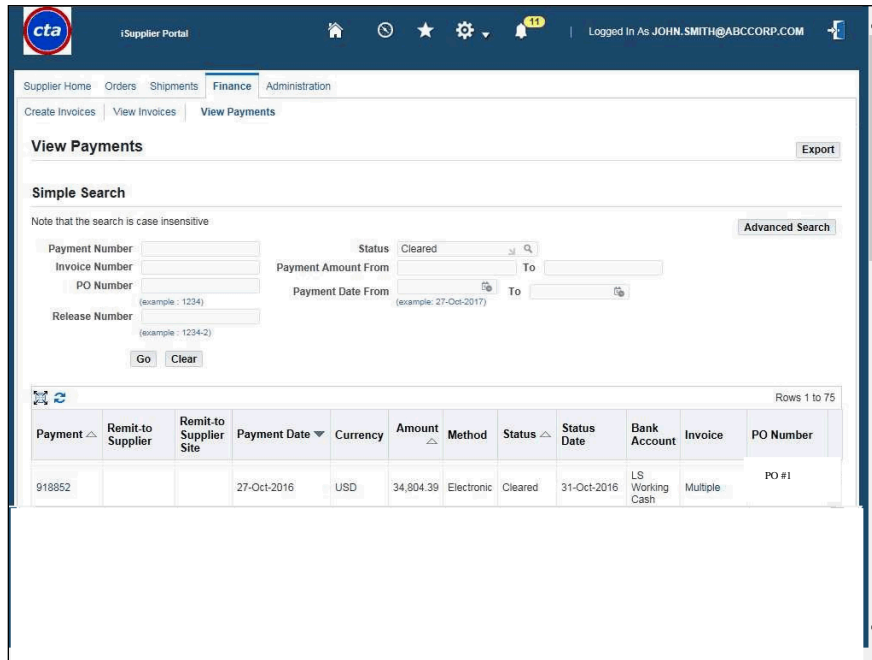 cta iSupplier Portal 11 | Logged In As JOHN.SMITH@ABCCORP.COM
Supplier Home Orders Shipments Finance Administration
Create Invoices | View Invoices | View Payments
View Payments Export
Simple Search
Note that the search is case insensitive
Advanced Search
Payment Number Status Cleared
Invoice Number Payment Amount From To
PO Number Payment Date From To
(example : 1234) (example: 27-Oct-2017)
Release Number
(example : 1234-2)
Go Clear
Rows 1 to 75
Payment Remit-to Supplier Remit-to Supplier Site Payment Date Currency Amount Method Status Status Date Bank Account Invoice PO Number
918852 27-Oct-2016 USD 34,804.39 Electronic Cleared 31-Oct-2016 LS Working Cash Multiple PO #1